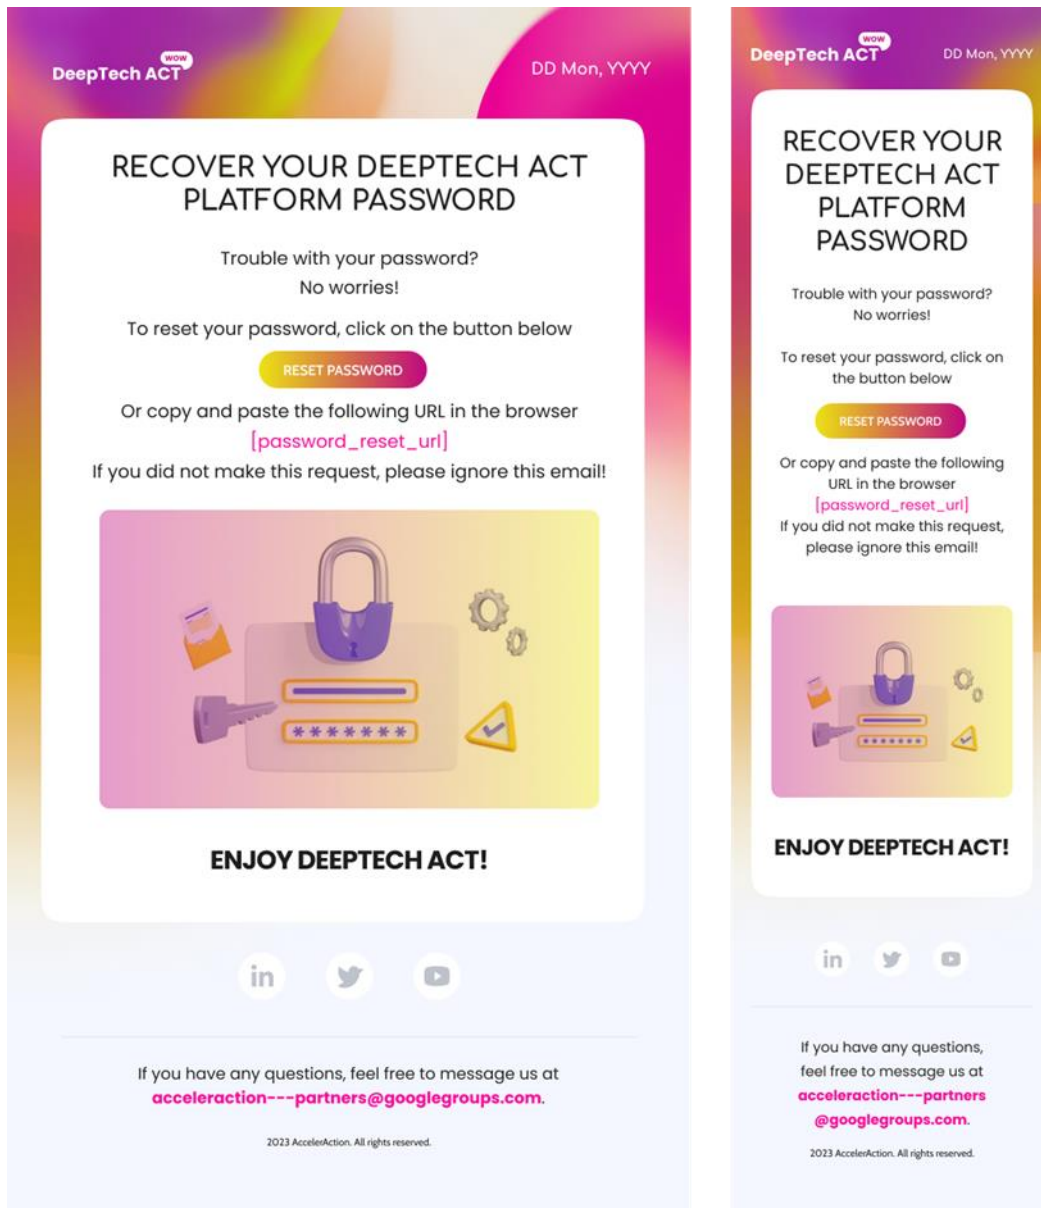 WOW
DeepTech ACT
DD Mon, YYYY
RECOVER YOUR DEEPTECH ACT
PLATFORM PASSWORD
Trouble with your password?
No worries!
To reset your password, click on the button below
RESET PASSWORD
Or copy and paste the following URL in the browser
[password_reset_url]
If you did not make this request, please ignore this email!
*******
ENJOY DEEPTECH ACT!
in
If you have any questions, feel free to message us at
acceleraction---partners@googlegroups.com.
2023 AccelerAction. All rights reserved.
WOW
DeepTech ACT
DD Mon, YYYY
RECOVER YOUR
DEEPTECH ACT
PLATFORM
PASSWORD
Trouble with your password?
No worries!
To reset your password, click on
the button below
RESET PASSWORD
Or copy and paste the following
URL in the browser
[password_reset_url]
If you did not make this request,
please ignore this email!
*******
ENJOY DEEPTECH ACT!
in
If you have any questions,
feel free to message us at
acceleraction---partners
@googlegroups.com.
2023 AccelerAction. All rights reserved.